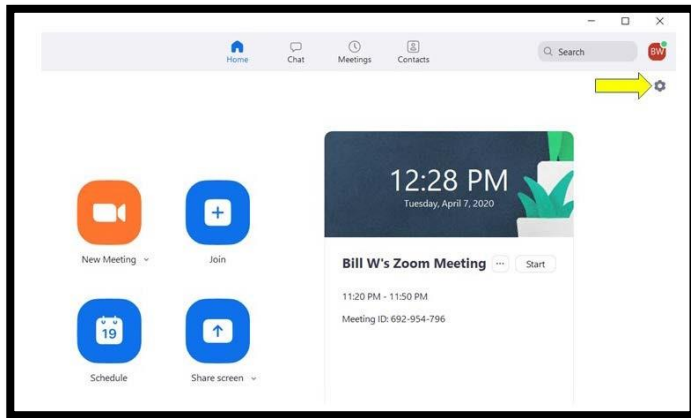 Home
Chat
Meetings
Contacts
Search
BW
12:28 PM
Tuesday, April 7, 2020
New Meeting
Join
Bill W's Zoom Meeting ... Start
11:20 PM - 11:50 PM
Meeting ID: 692-954-796
19
Schedule
Share screen